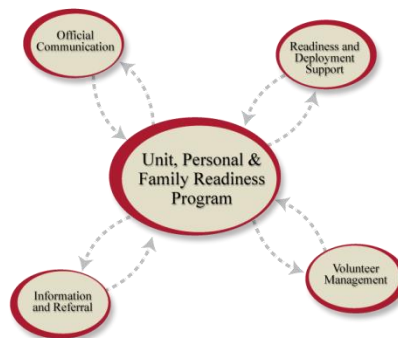 Official
Communication
Readiness and
Deployment
Support
Unit, Personal &
Family Readiness
Program
Information
and Referral
Volunteer
Management